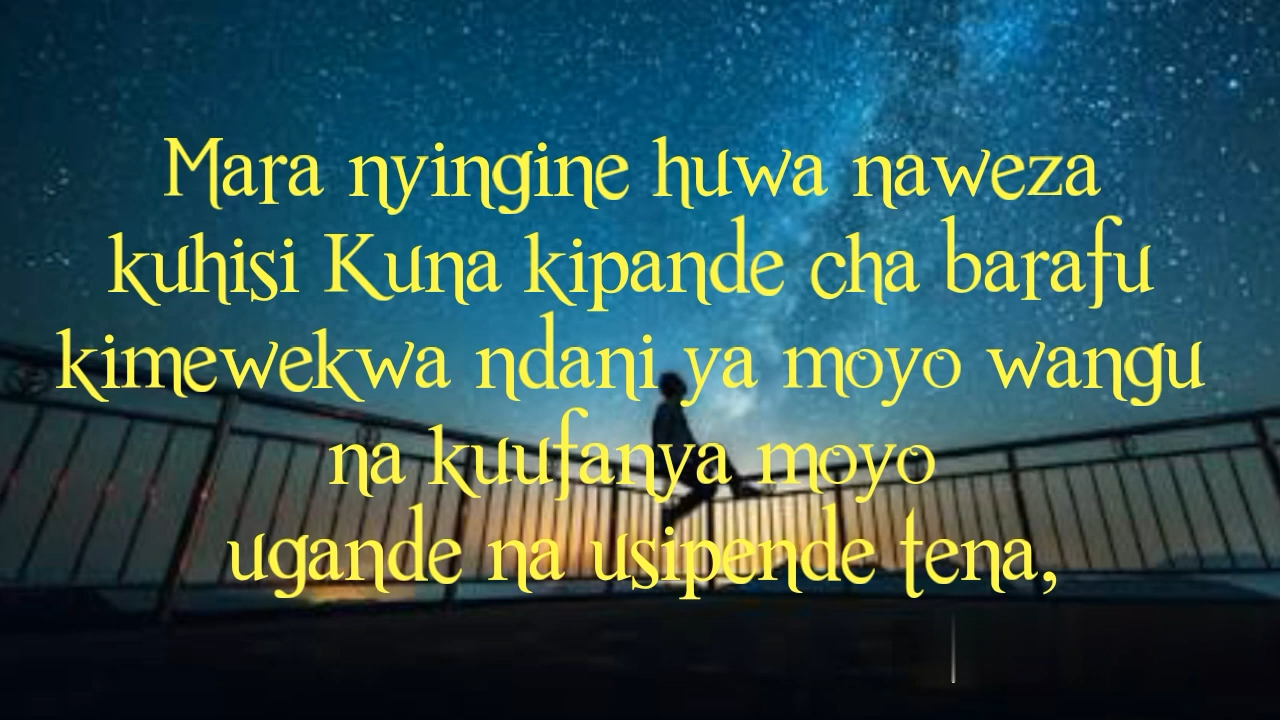 Mara nyingine huwa naweza
kuhisi Kuna kipande cha barafu
kimewekwa ndani ya moyo wangu
na kuufanya moyo
ugande na usipende tena,